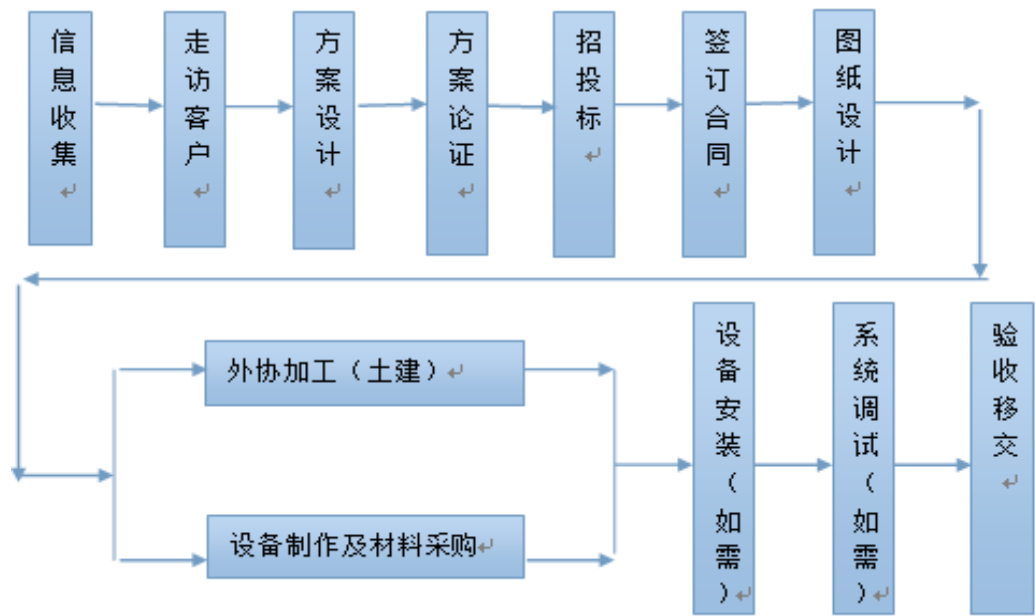 信息收集
走访客户
方案设计
方案论证
招投标
签订合同
图纸设计
外协加工（土建）
设备制作及材料采购
设备安装（如需）
系统调试（如需）
验收移交